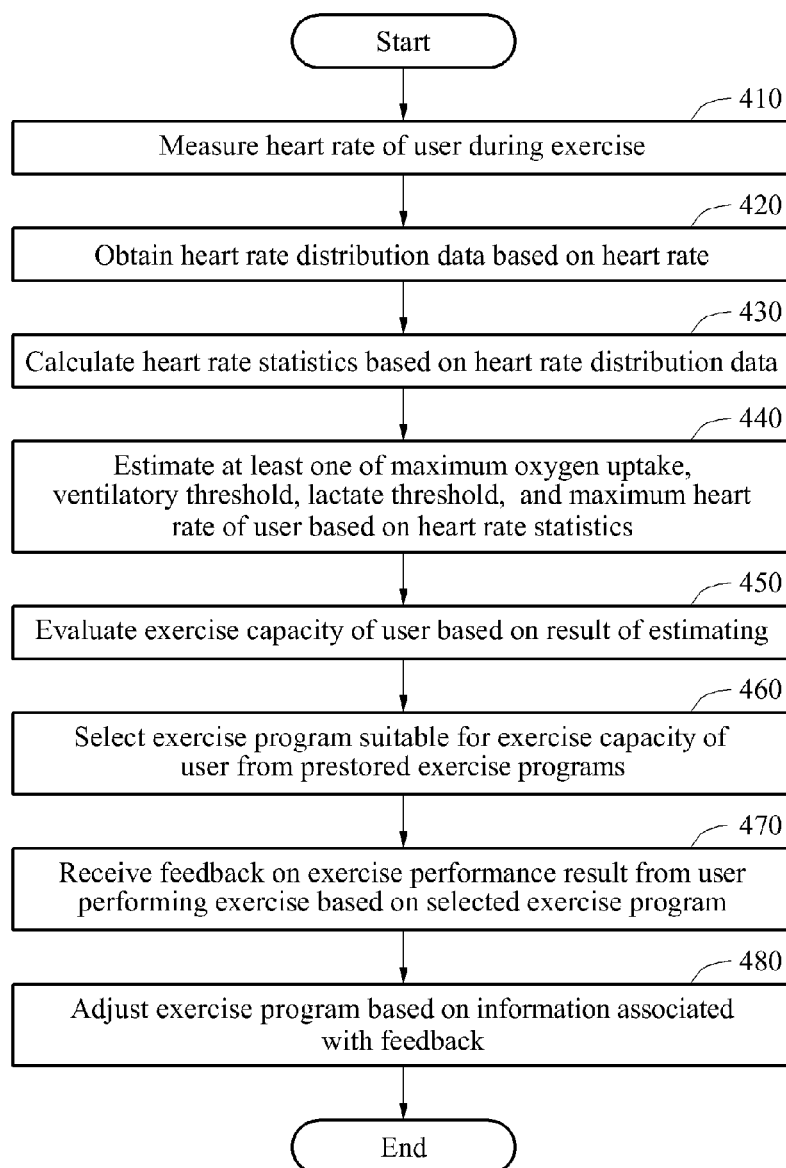 Start
410
Measure heart rate of user during exercise
420
Obtain heart rate distribution data based on heart rate
430
Calculate heart rate statistics based on heart rate distribution data
440
Estimate at least one of maximum oxygen uptake,
ventilatory threshold, lactate threshold, and maximum heart
rate of user based on heart rate statistics
450
Evaluate exercise capacity of user based on result of estimating
460
Select exercise program suitable for exercise capacity of
user from prestored exercise programs
470
Receive feedback on exercise performance result from user
performing exercise based on selected exercise program
480
Adjust exercise program based on information associated
with feedback
End